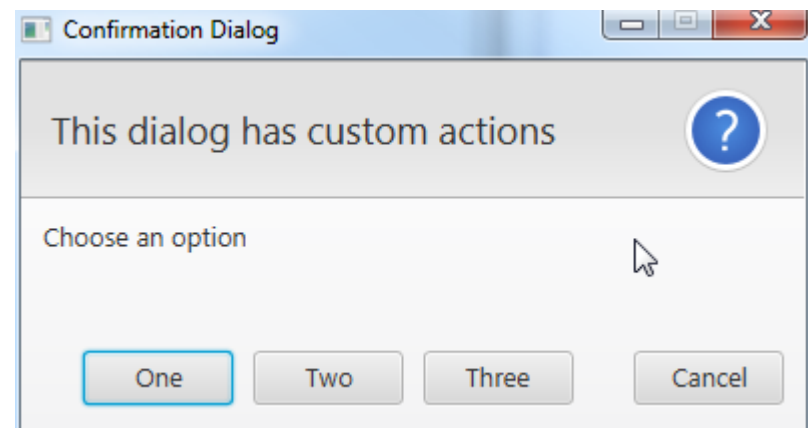 Confirmation Dialog
This dialog has custom actions ?
Choose an option
One Two Three Cancel